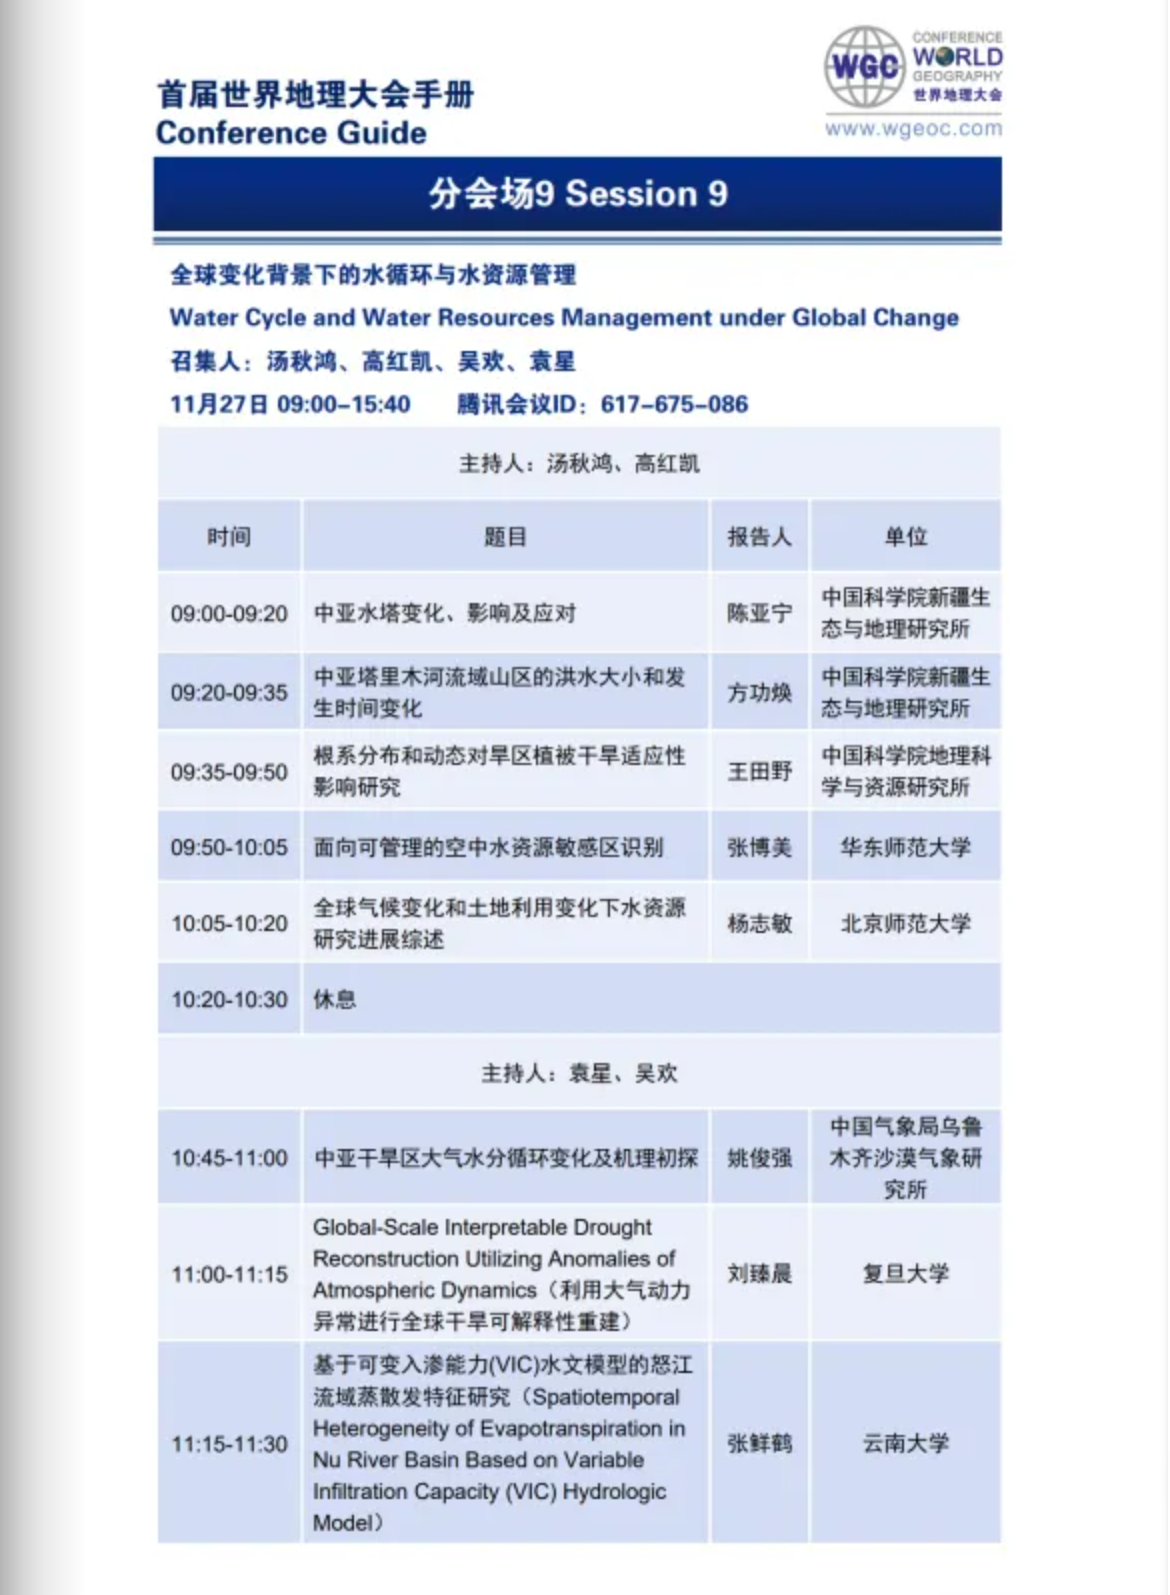 首届世界地理大会手册
Conference Guide
WGC
CONFERENCE
WORLD
GEOGRAPHY
世界地理大会
www.wgeoc.com
分会场9 Session 9
全球变化背景下的水循环与水资源管理
Water Cycle and Water Resources Management under Global Change
召集人：汤秋鸿、高红凯、吴欢、袁星
11月27日 09:00–15:40 腾讯会议ID：617–675–086
主持人：汤秋鸿、高红凯
时间 题目 报告人 单位
09:00-09:20 中亚水塔变化、影响及应对 陈亚宁 中国科学院新疆生
态与地理研究所
09:20-09:35 中亚塔里木河流域山区的洪水大小和发
生时间变化 方功焕 中国科学院新疆生
态与地理研究所
09:35-09:50 根系分布和动态对旱区植被干旱适应性
影响研究 王田野 中国科学院地理科
学与资源研究所
09:50-10:05 面向可管理的空中水资源敏感区识别 张博美 华东师范大学
10:05-10:20 全球气候变化和土地利用变化下水资源
研究进展综述 杨志敏 北京师范大学
10:20-10:30 休息
主持人：袁星、吴欢
10:45-11:00 中亚干旱区大气水分循环变化及机理初探 姚俊强 中国气象局乌鲁
木齐沙漠气象研
究所
11:00-11:15 Global-Scale Interpretable Drought
Reconstruction Utilizing Anomalies of
Atmospheric Dynamics（利用大气动力
异常进行全球干旱可解释性重建） 刘臻晨 复旦大学
11:15-11:30 基于可变入渗能力(VIC)水文模型的怒江
流域蒸散发特征研究（Spatiotemporal
Heterogeneity of Evapotranspiration in
Nu River Basin Based on Variable
Infiltration Capacity (VIC) Hydrologic
Model） 张鲜鹤 云南大学